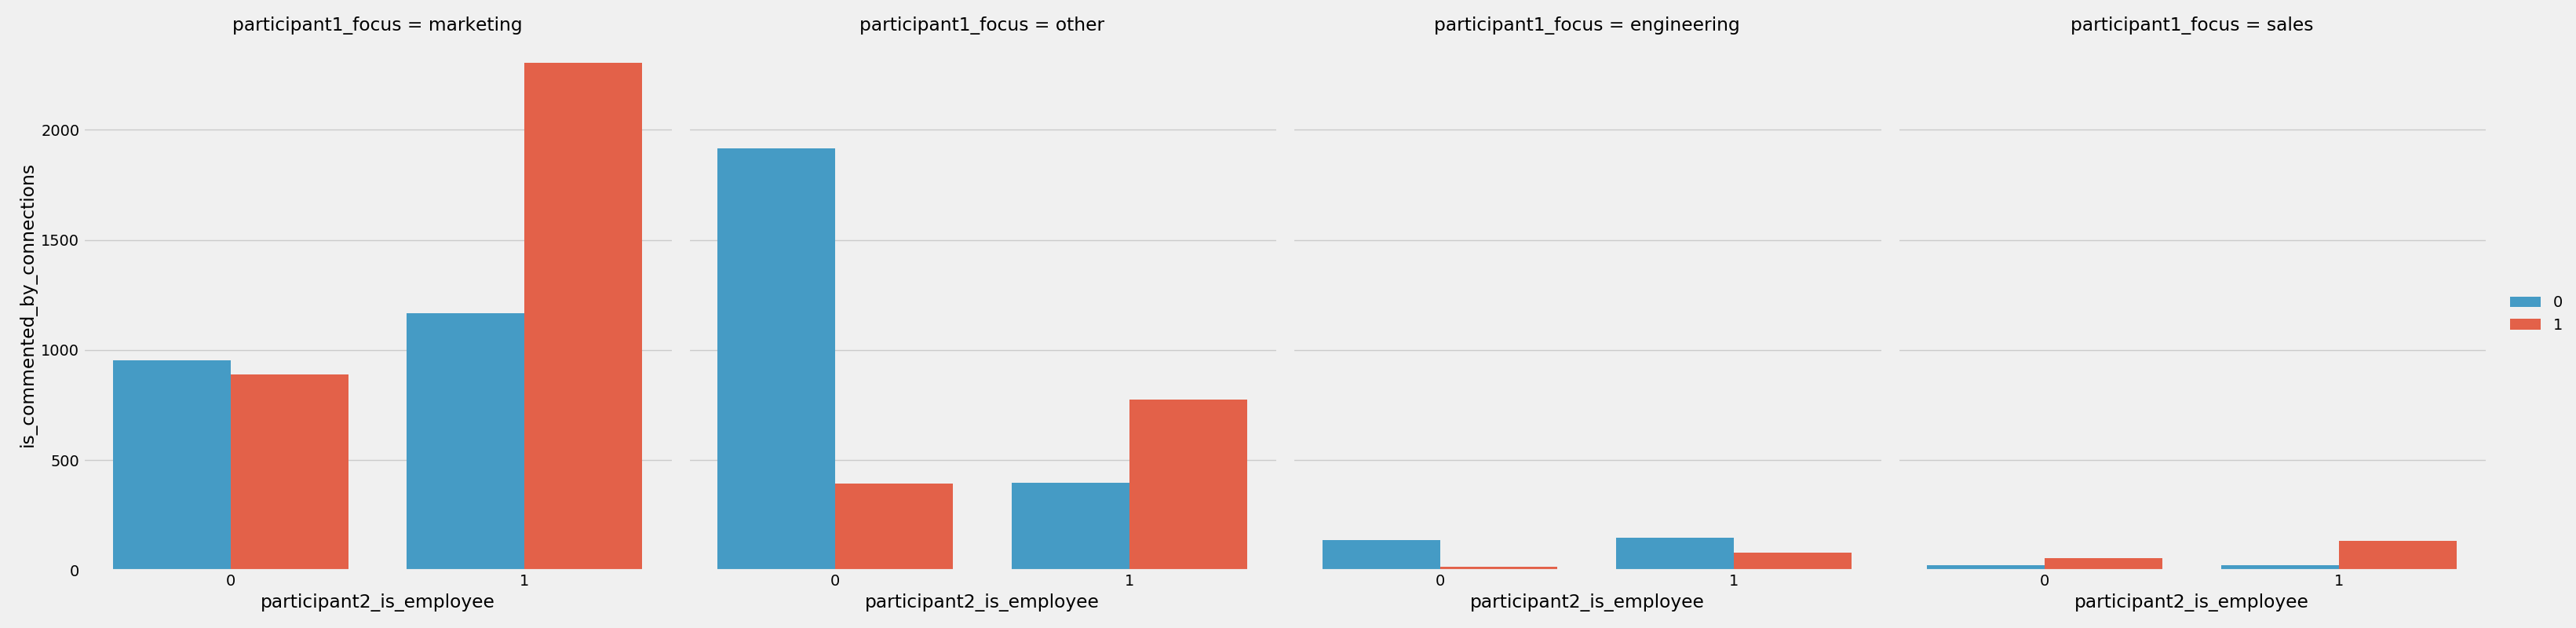 participant1_focus = marketing
participant1_focus = other
participant1_focus = engineering
participant1_focus = sales
is_commented_by_connections
2000
1500
1000
500
0
0 1
0 1
0 1
0 1
participant2_is_employee
participant2_is_employee
participant2_is_employee
participant2_is_employee
0
1